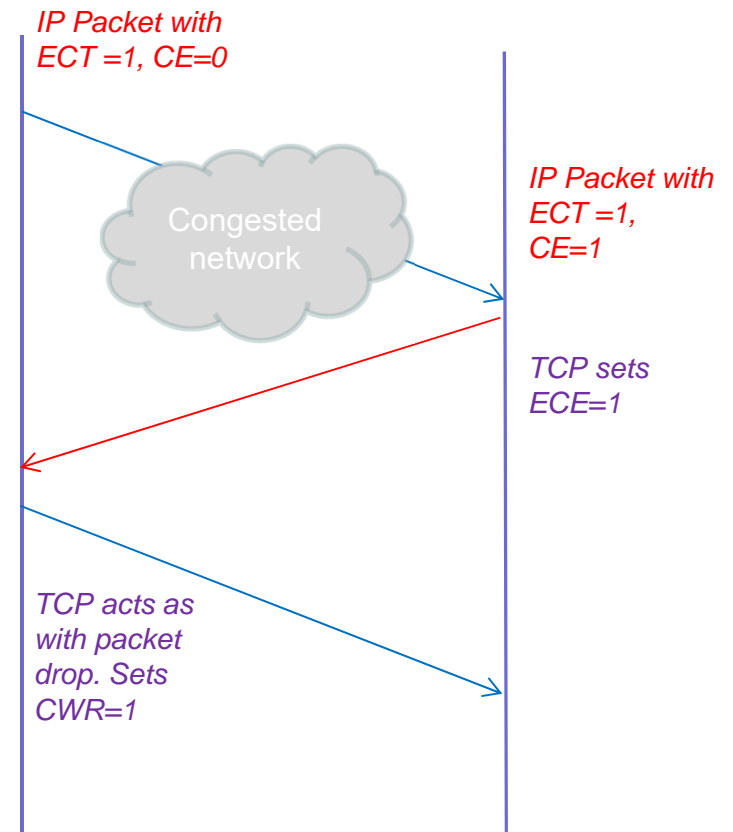 IP Packet with
ECT =1, CE=0
Congested
network
IP Packet with
ECT =1,
CE=1
TCP sets
ECE=1
TCP acts as
with packet
drop. Sets
CWR=1